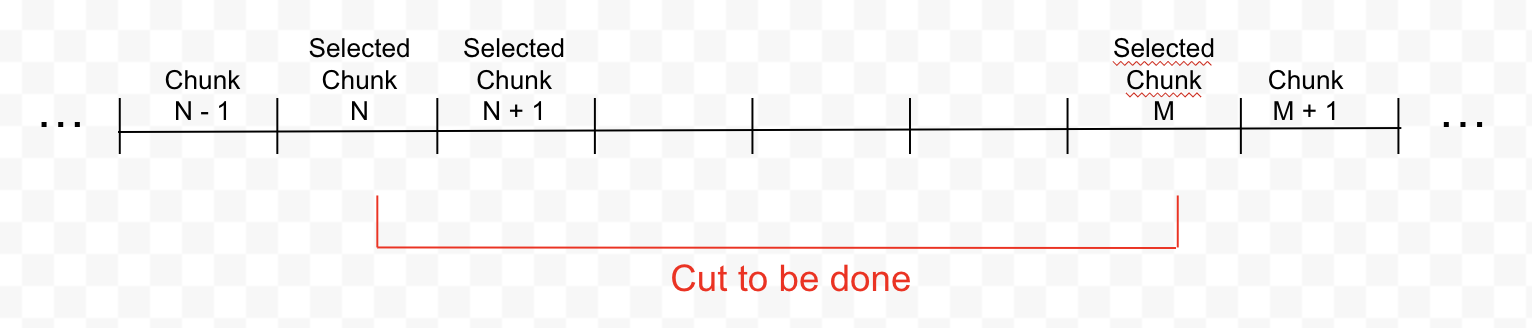 ...
Chunk
N - 1
Selected
Chunk
N
Selected
Chunk
N + 1
Selected
Chunk
M
Chunk
M + 1
...
Cut to be done